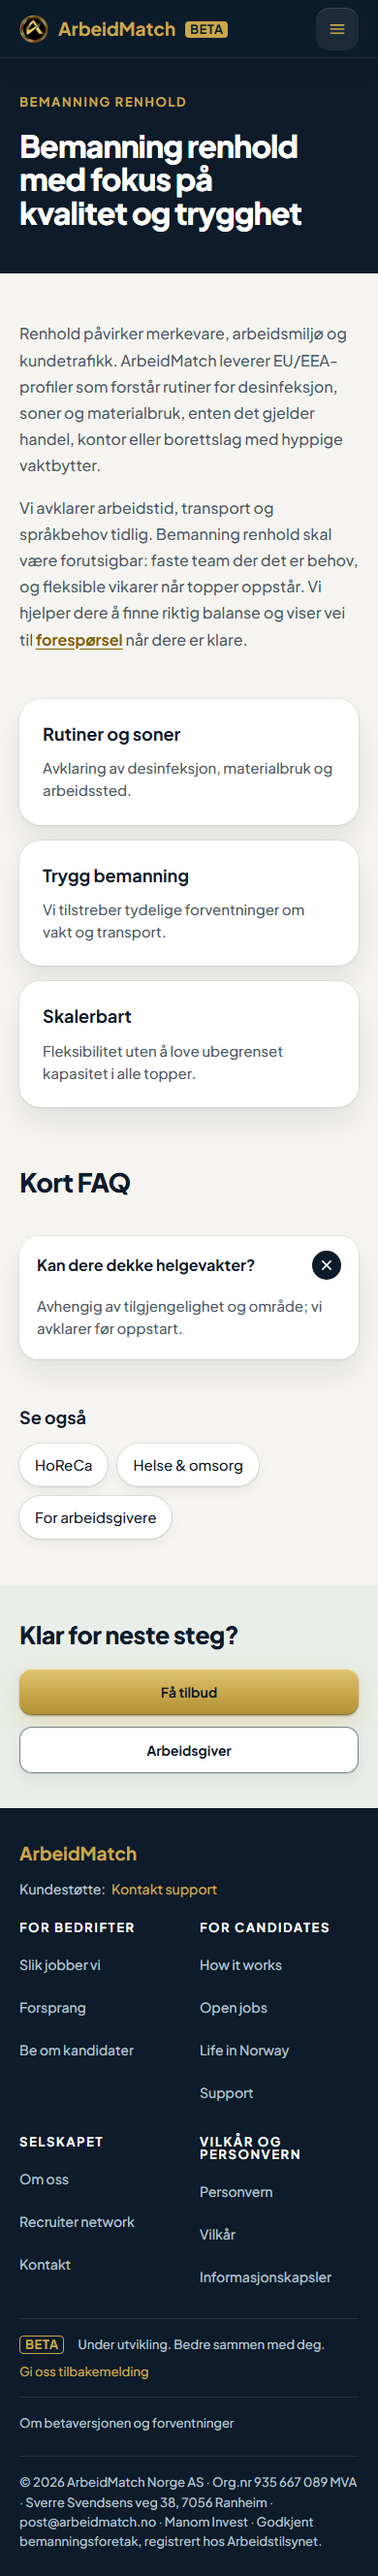 ArbeidMatch BETA
BEMANNING RENHOLD
Bemanning renhold
med fokus på
kvalitet og trygghet
Renhold påvirker merkevare, arbeidsmiljø og
kundetrafikk. ArbeidMatch leverer EU/EEA-
profiler som forstår rutiner for desinfeksjon,
soner og materialbruk, enten det gjelder
handel, kontor eller borettslag med hyppige
vaktbytter.
Vi avklarer arbeidstid, transport og
språkbehov tidlig. Bemanning renhold skal
være forutsigbar: faste team der det er behov,
og fleksible vikarer når topper oppstår. Vi
hjelper dere å finne riktig balanse og viser vei
til forespørsel når dere er klare.
Rutiner og soner
Avklaring av desinfeksjon, materialbruk og
arbeidssted.
Trygg bemanning
Vi tilstreber tydelige forventninger om
vakt og transport.
Skalerbart
Fleksibilitet uten å love ubegrenset
kapasitet i alle topper.
Kort FAQ
Kan dere dekke helgevakter?
Avhengig av tilgjengelighet og område; vi
avklarer før oppstart.
Se også
HoReCa
Helse & omsorg
For arbeidsgivere
Klar for neste steg?
Få tilbud
Arbeidsgiver
ArbeidMatch
Kundestøtte: Kontakt support
FOR BEDRIFTER
Slik jobber vi
Forsprang
Be om kandidater
FOR CANDIDATES
How it works
Open jobs
Life in Norway
Support
SELSKAPET
Om oss
Recruiter network
Kontakt
VILKÅR OG
PERSONVERN
Personvern
Vilkår
Informasjonskapsler
BETA Under utvikling. Bedre sammen med deg.
Gi oss tilbakemelding
Om betaversjonen og forventninger
© 2026 ArbeidMatch Norge AS · Org.nr 935 667 089 MVA
· Sverre Svendsens veg 38, 7056 Ranheim ·
post@arbeidmatch.no · Manom Invest · Godkjent
bemanningsforetak, registrert hos Arbeidstilsynet.